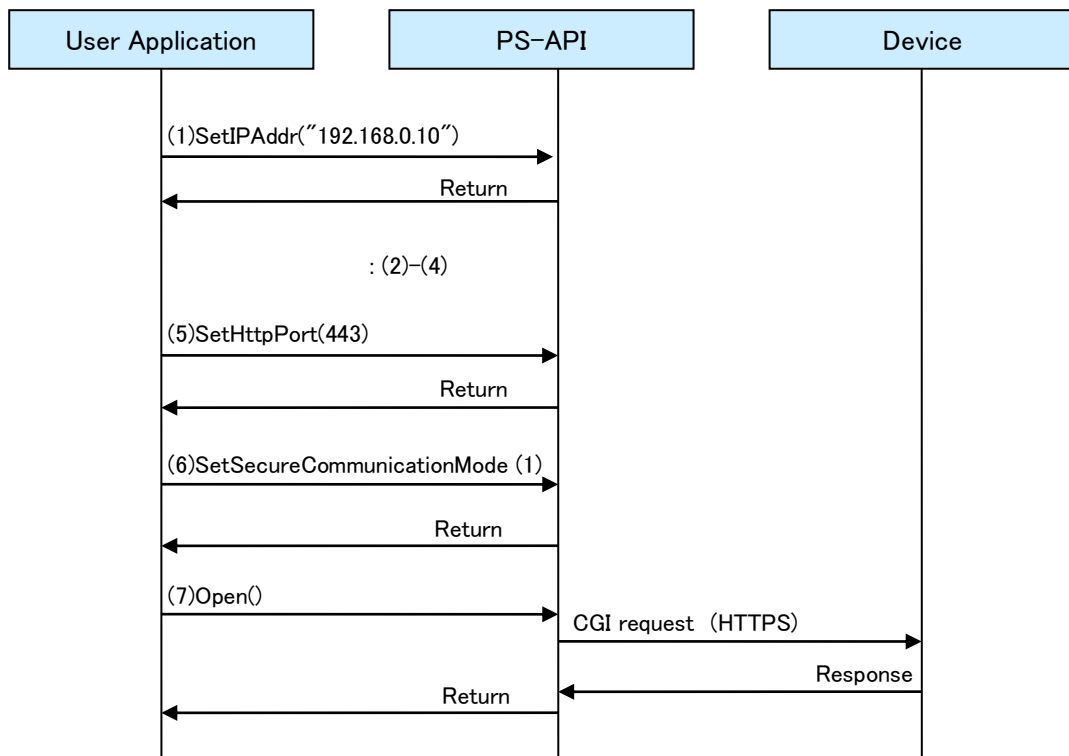 User Application
PS-API
Device
(1)SetIPAddr("192.168.0.10")
Return
: (2)-(4)
(5)SetHttpPort(443)
Return
(6)SetSecureCommunicationMode (1)
Return
(7)Open()
CGI request (HTTPS)
Response
Return